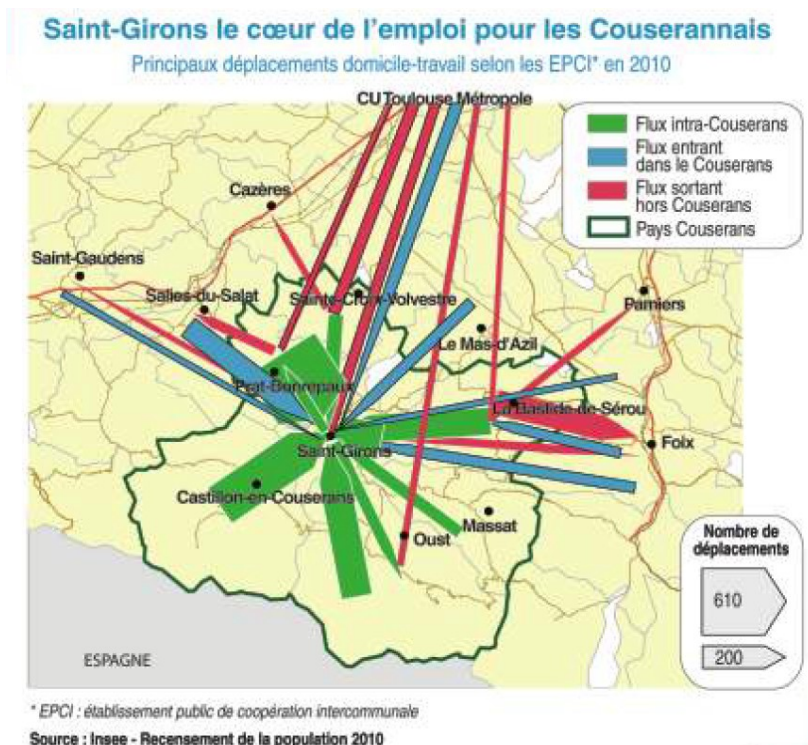 Saint-Girons le cœur de l'emploi pour les Couserannais
Principaux déplacements domicile-travail selon les EPCI* en 2010
CU Toulouse Métropole
Flux intra-Couserans
Flux entrant
dans le Couserans
Flux sortant
hors Couserans
Pays Couserans
Cazères
Saint-Gaudens
Salies-du-Salat
Sainte-Croix-Volvestre
Pamiers
Le Mas-d'Azil
Prat-Bonrepaux
La Bastide-de-Sérou
Saint-Girons
Foix
Castillon-en-Couserans
Massat
Oust
Nombre de
déplacements
610
200
ESPAGNE
* EPCI : établissement public de coopération intercommunale
Source : Insee - Recensement de la population 2010